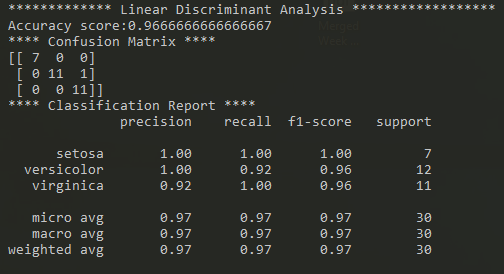 ************* Linear Discriminant Analysis ******************
Accuracy score:0.9666666666666667
**** Confusion Matrix ****
[[ 7  0  0]
 [ 0 11  1]
 [ 0  0 11]]
**** Classification Report ****
              precision    recall  f1-score   support

      setosa       1.00      1.00      1.00         7
  versicolor       1.00      0.92      0.96        12
   virginica       0.92      1.00      0.96        11

   micro avg       0.97      0.97      0.97        30
   macro avg       0.97      0.97      0.97        30
weighted avg       0.97      0.97      0.97        30